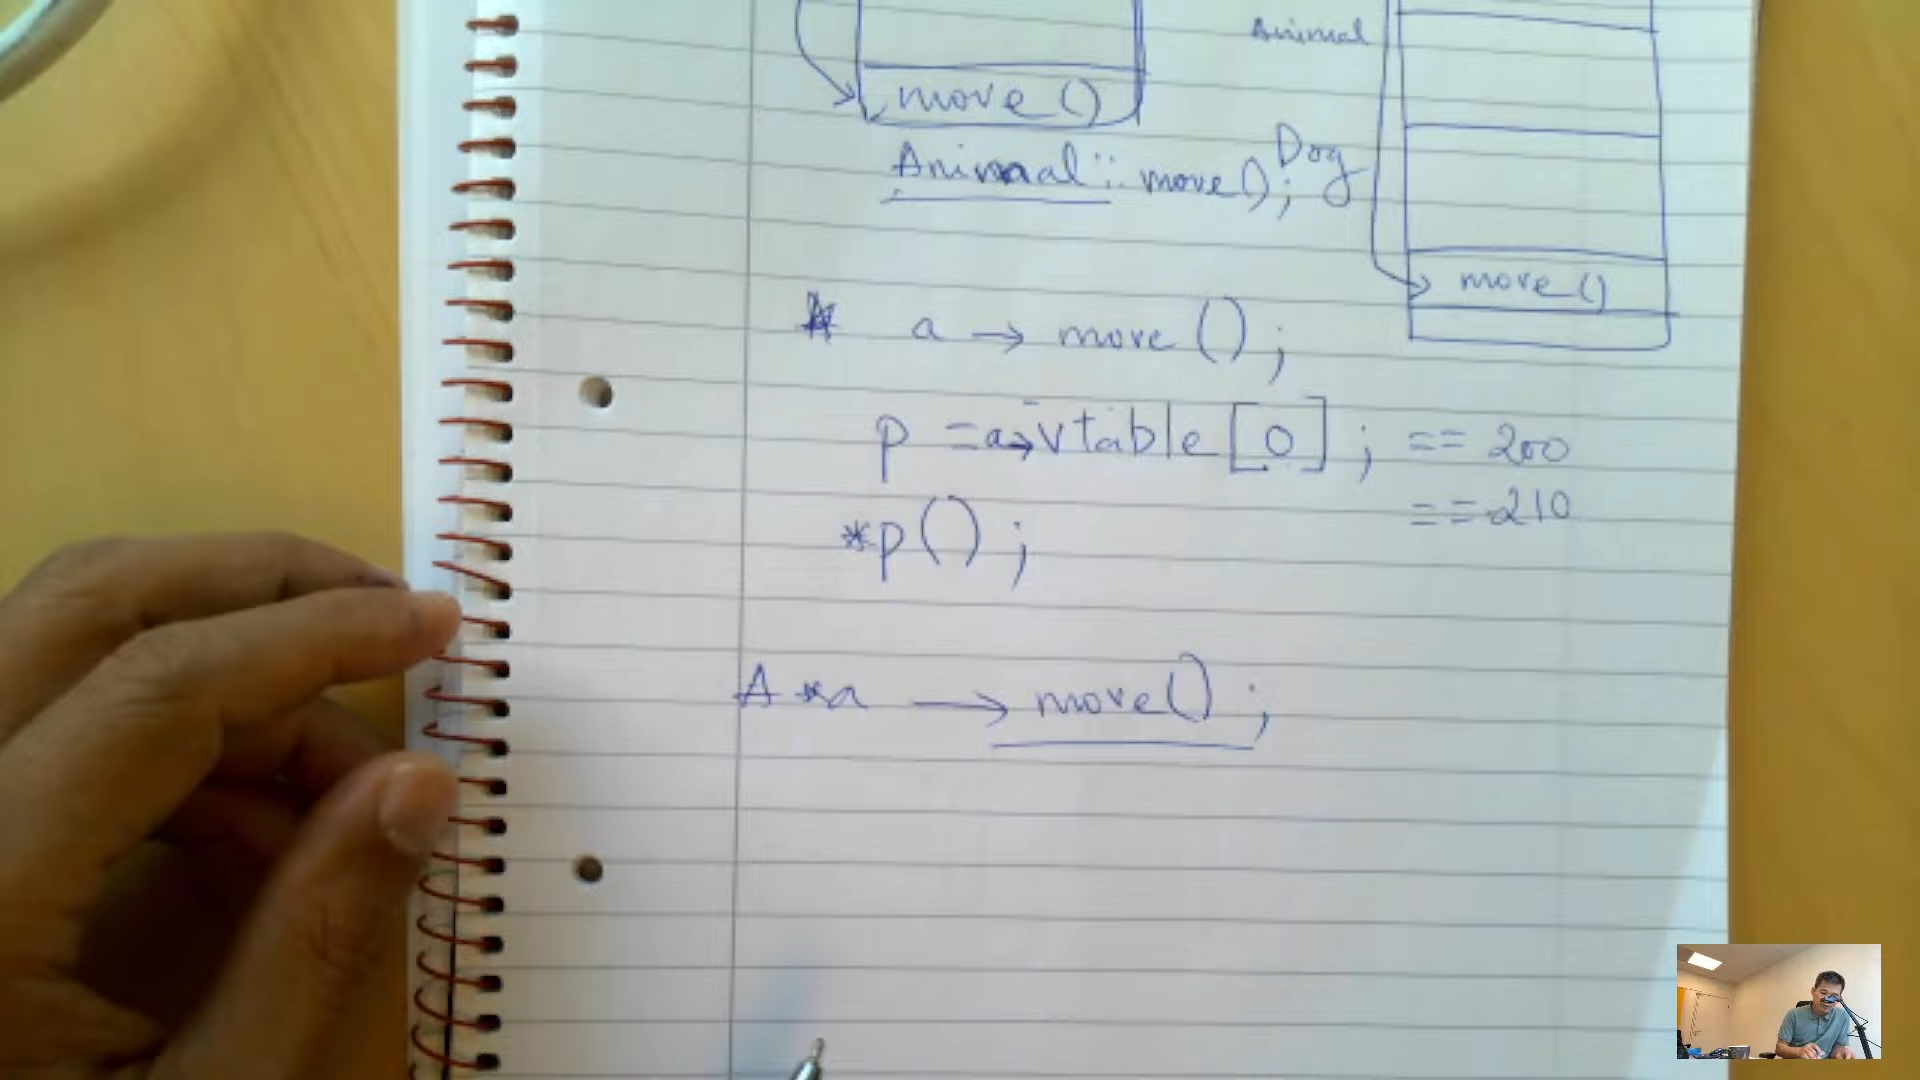 Animal
move ()
Animal :: move();
Dog
move ()
* a → move ();
p = a→vtable [0]; == 200
== 210
*p();
A *a → move();